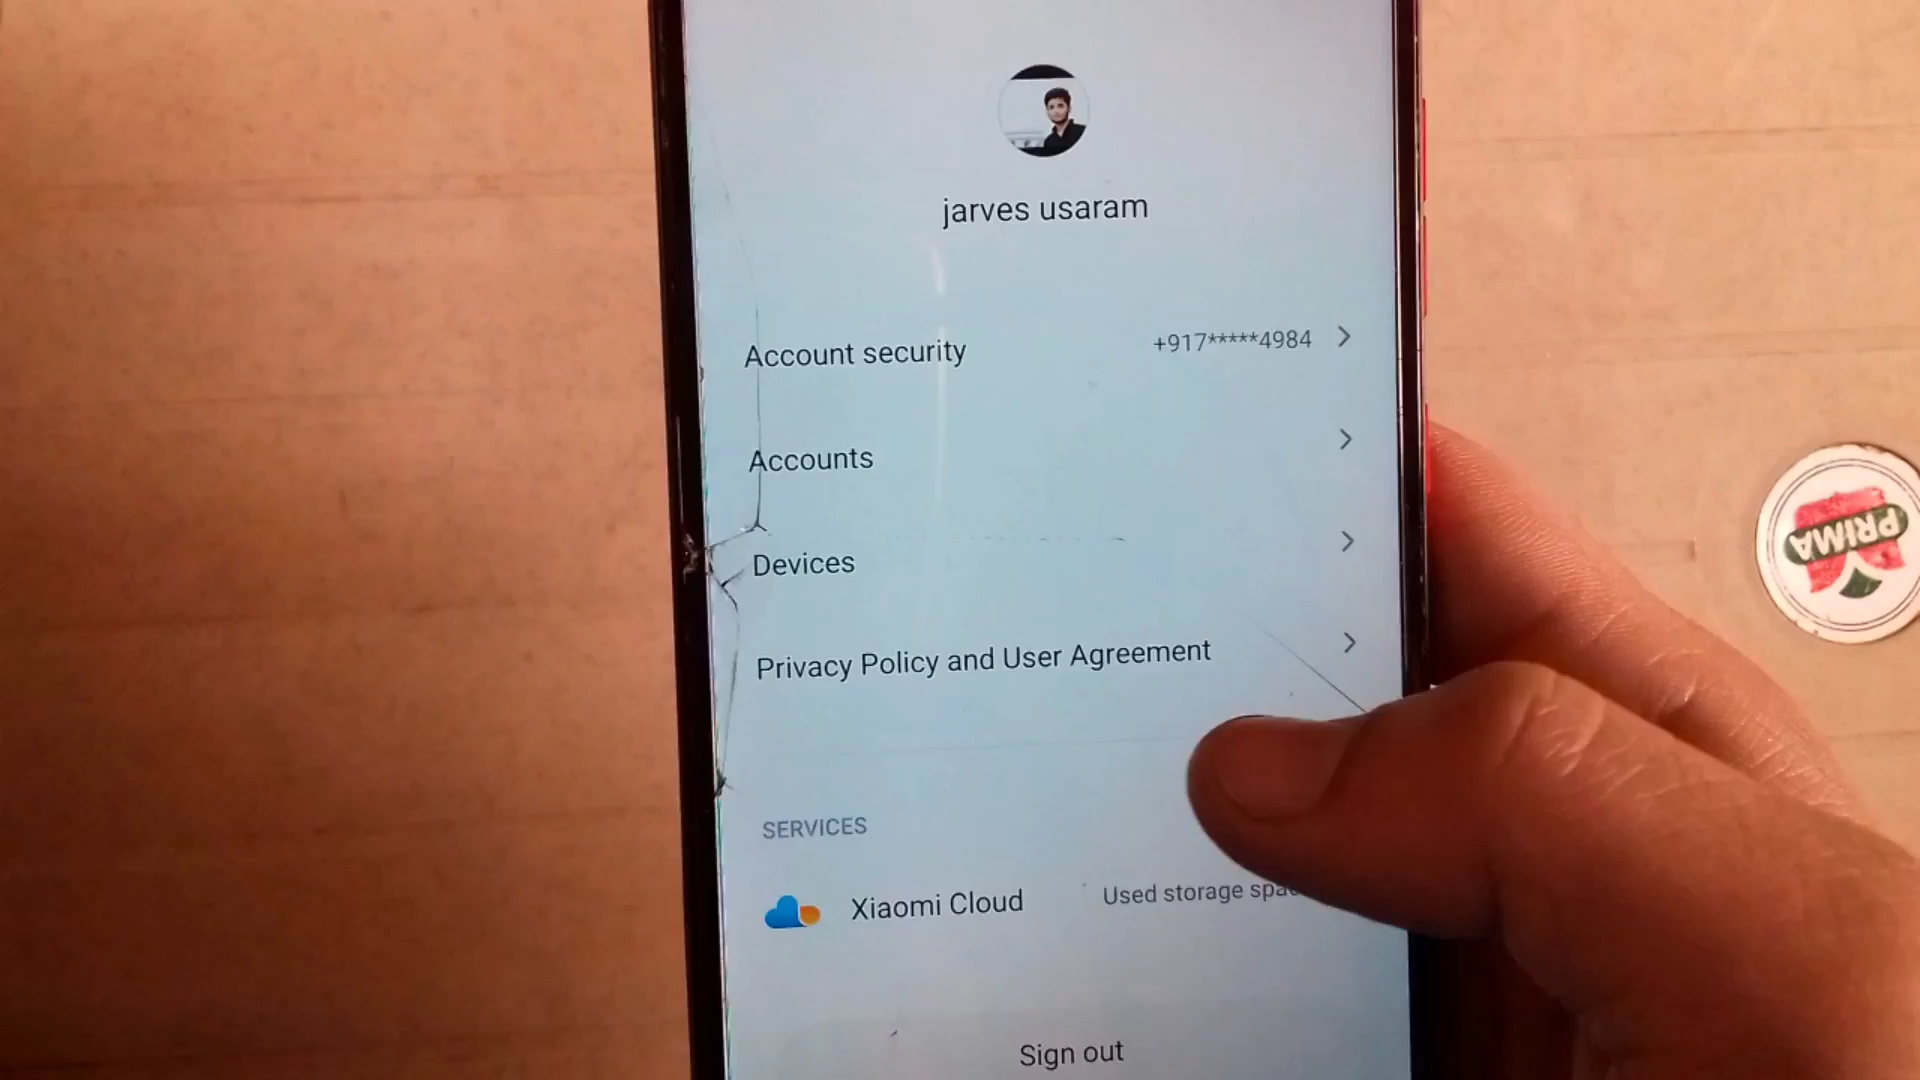 jarves usaram
Account security +917*****4984
Accounts
Devices
Privacy Policy and User Agreement
SERVICES
Xiaomi Cloud Used storage
Sign out
PRIMA